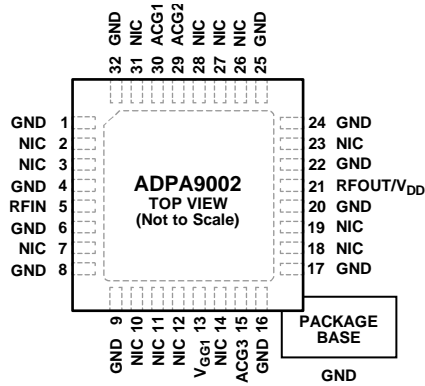 GND
NIC
ACG1
ACG2
NIC
NIC
NIC
GND
32
31
30
29
28
27
26
25
GND 1
NIC 2
NIC 3
GND 4
RFIN 5
GND 6
NIC 7
GND 8
ADPA9002
TOP VIEW
(Not to Scale)
24 GND
23 NIC
22 GND
21 RFOUT/VDD
20 GND
19 NIC
18 NIC
17 GND
GND 9
NIC 10
NIC 11
NIC 12
VGG1 13
NIC 14
ACG3 15
GND 16
PACKAGE
BASE
GND